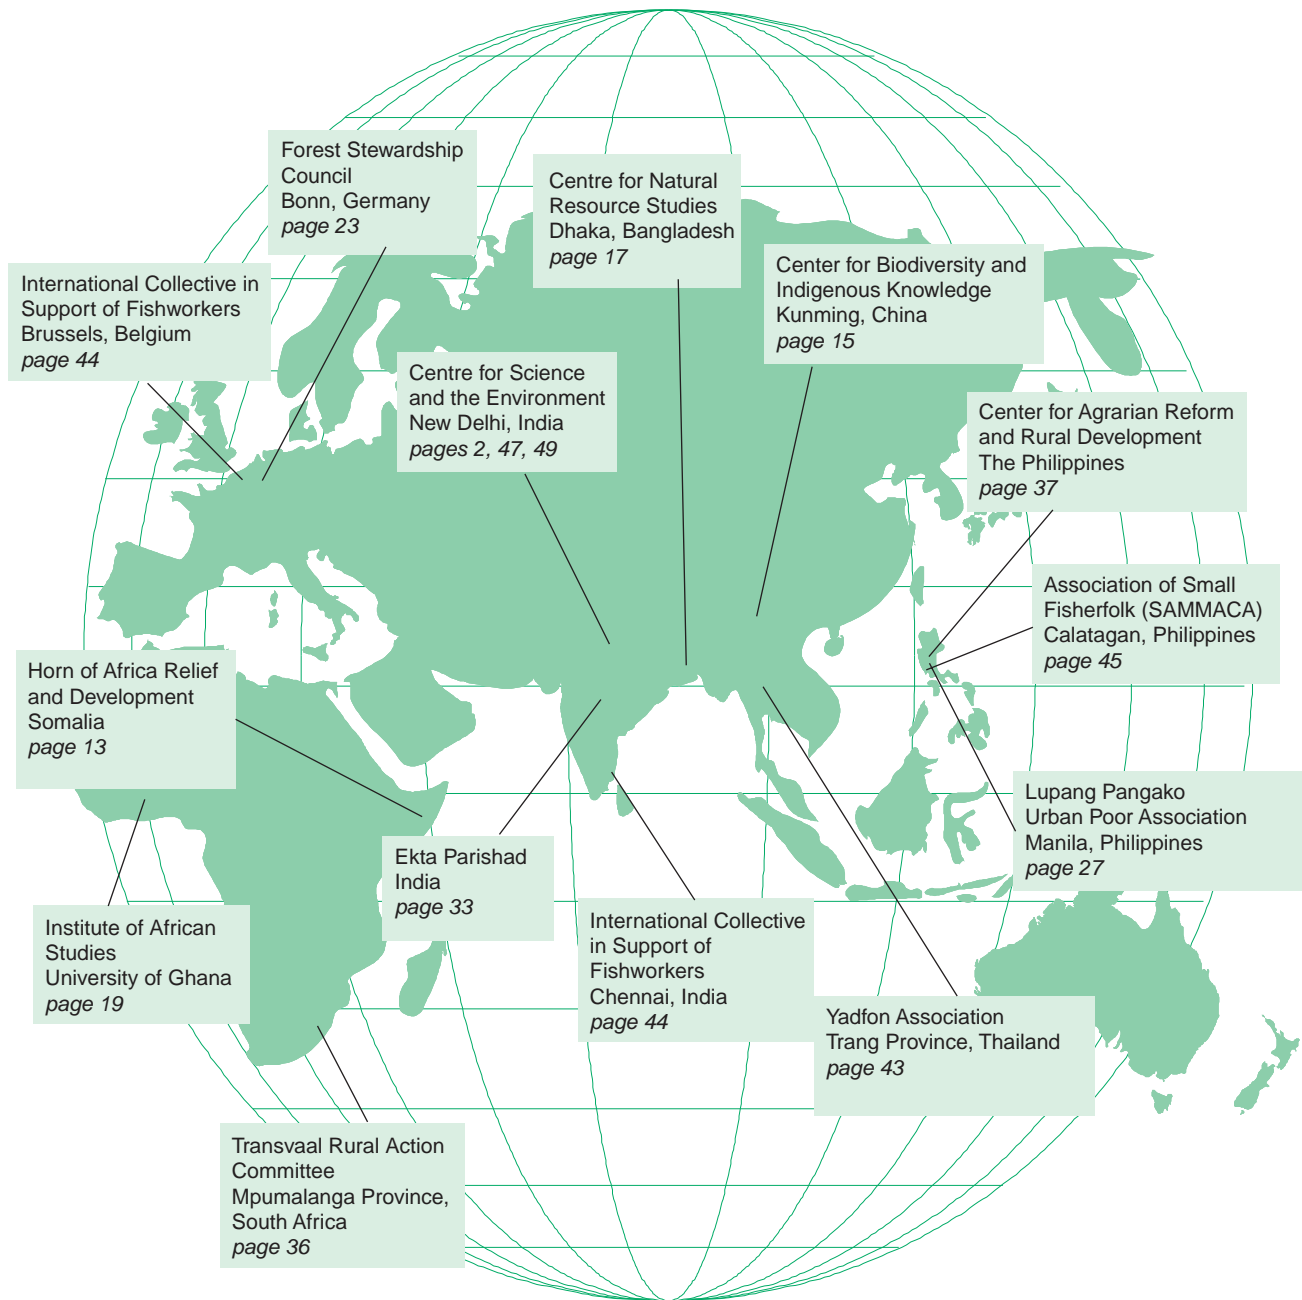 Forest Stewardship
Council
Bonn, Germany
page 23
Centre for Natural
Resource Studies
Dhaka, Bangladesh
page 17
Center for Biodiversity and
Indigenous Knowledge
Kunming, China
page 15
International Collective in
Support of Fishworkers
Brussels, Belgium
page 44
Centre for Science
and the Environment
New Delhi, India
pages 2, 47, 49
Center for Agrarian Reform
and Rural Development
The Philippines
page 37
Association of Small
Fisherfolk (SAMMACA)
Calatagan, Philippines
page 45
Horn of Africa Relief
and Development
Somalia
page 13
Lupang Pangako
Urban Poor Association
Manila, Philippines
page 27
Ekta Parishad
India
page 33
Institute of African
Studies
University of Ghana
page 19
International Collective
in Support of
Fishworkers
Chennai, India
page 44
Yadfon Association
Trang Province, Thailand
page 43
Transvaal Rural Action
Committee
Mpumalanga Province,
South Africa
page 36